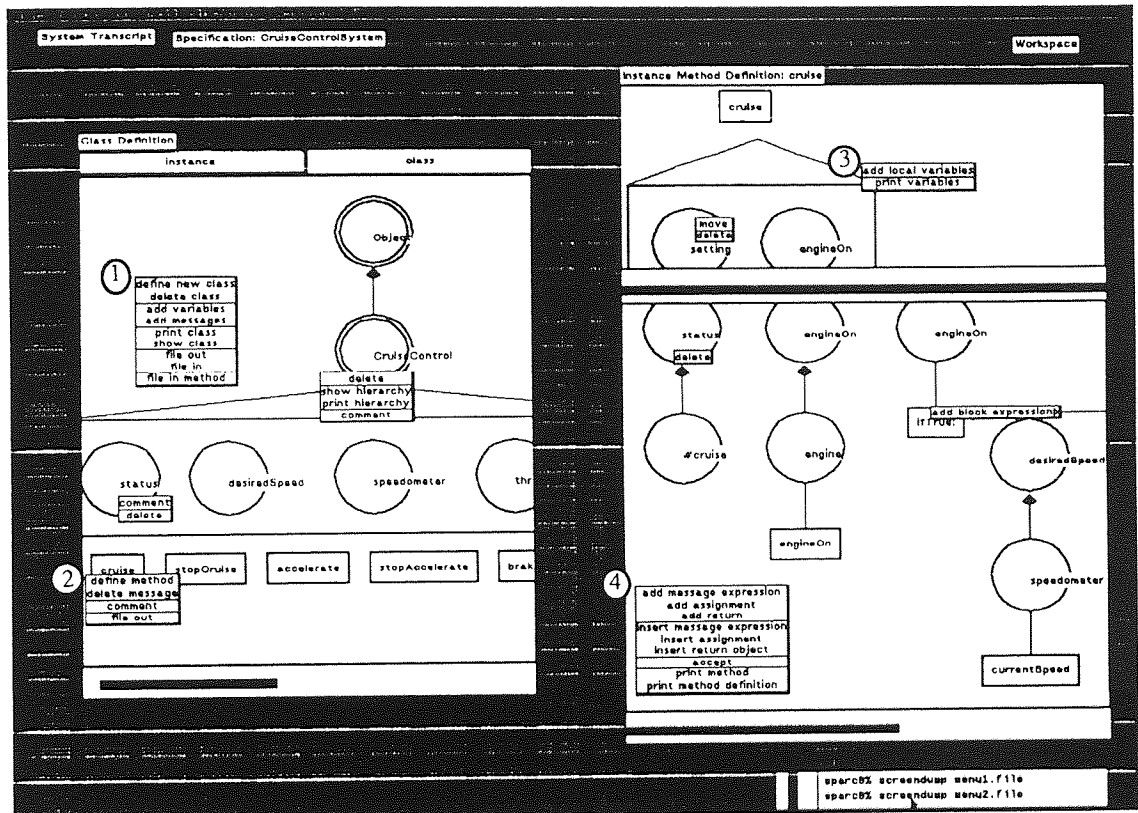 System Transcript
Specification: CruiseControlSystem
Workspace
Class Definition
instance
class
Object
1
define new class
delete class
add variables
add messages
print class
show class
file out
file in
file in method
CruiseControl
delete
show hierarchy
print hierarchy
comment
status
desiredSpeed
speedometer
thr
comment
delete
cruise
stopCruise
accelerate
stopAccelerate
brak
2
define method
delete message
comment
file out
Instance Method Definition: cruise
cruise
3
add local variables
print variables
move
delete
setting
engineOn
status
engineOn
engineOn
delete
add block expression
ifTrue:
#cruise
engine
desiredSpeed
engineOn
speedometer
4
add message expression
add assignment
add return
insert message expression
insert assignment
insert return object
accept
print method
print method definition
currentSpeed
sparc8% screendump menu1.file
sparc8% screendump menu2.file